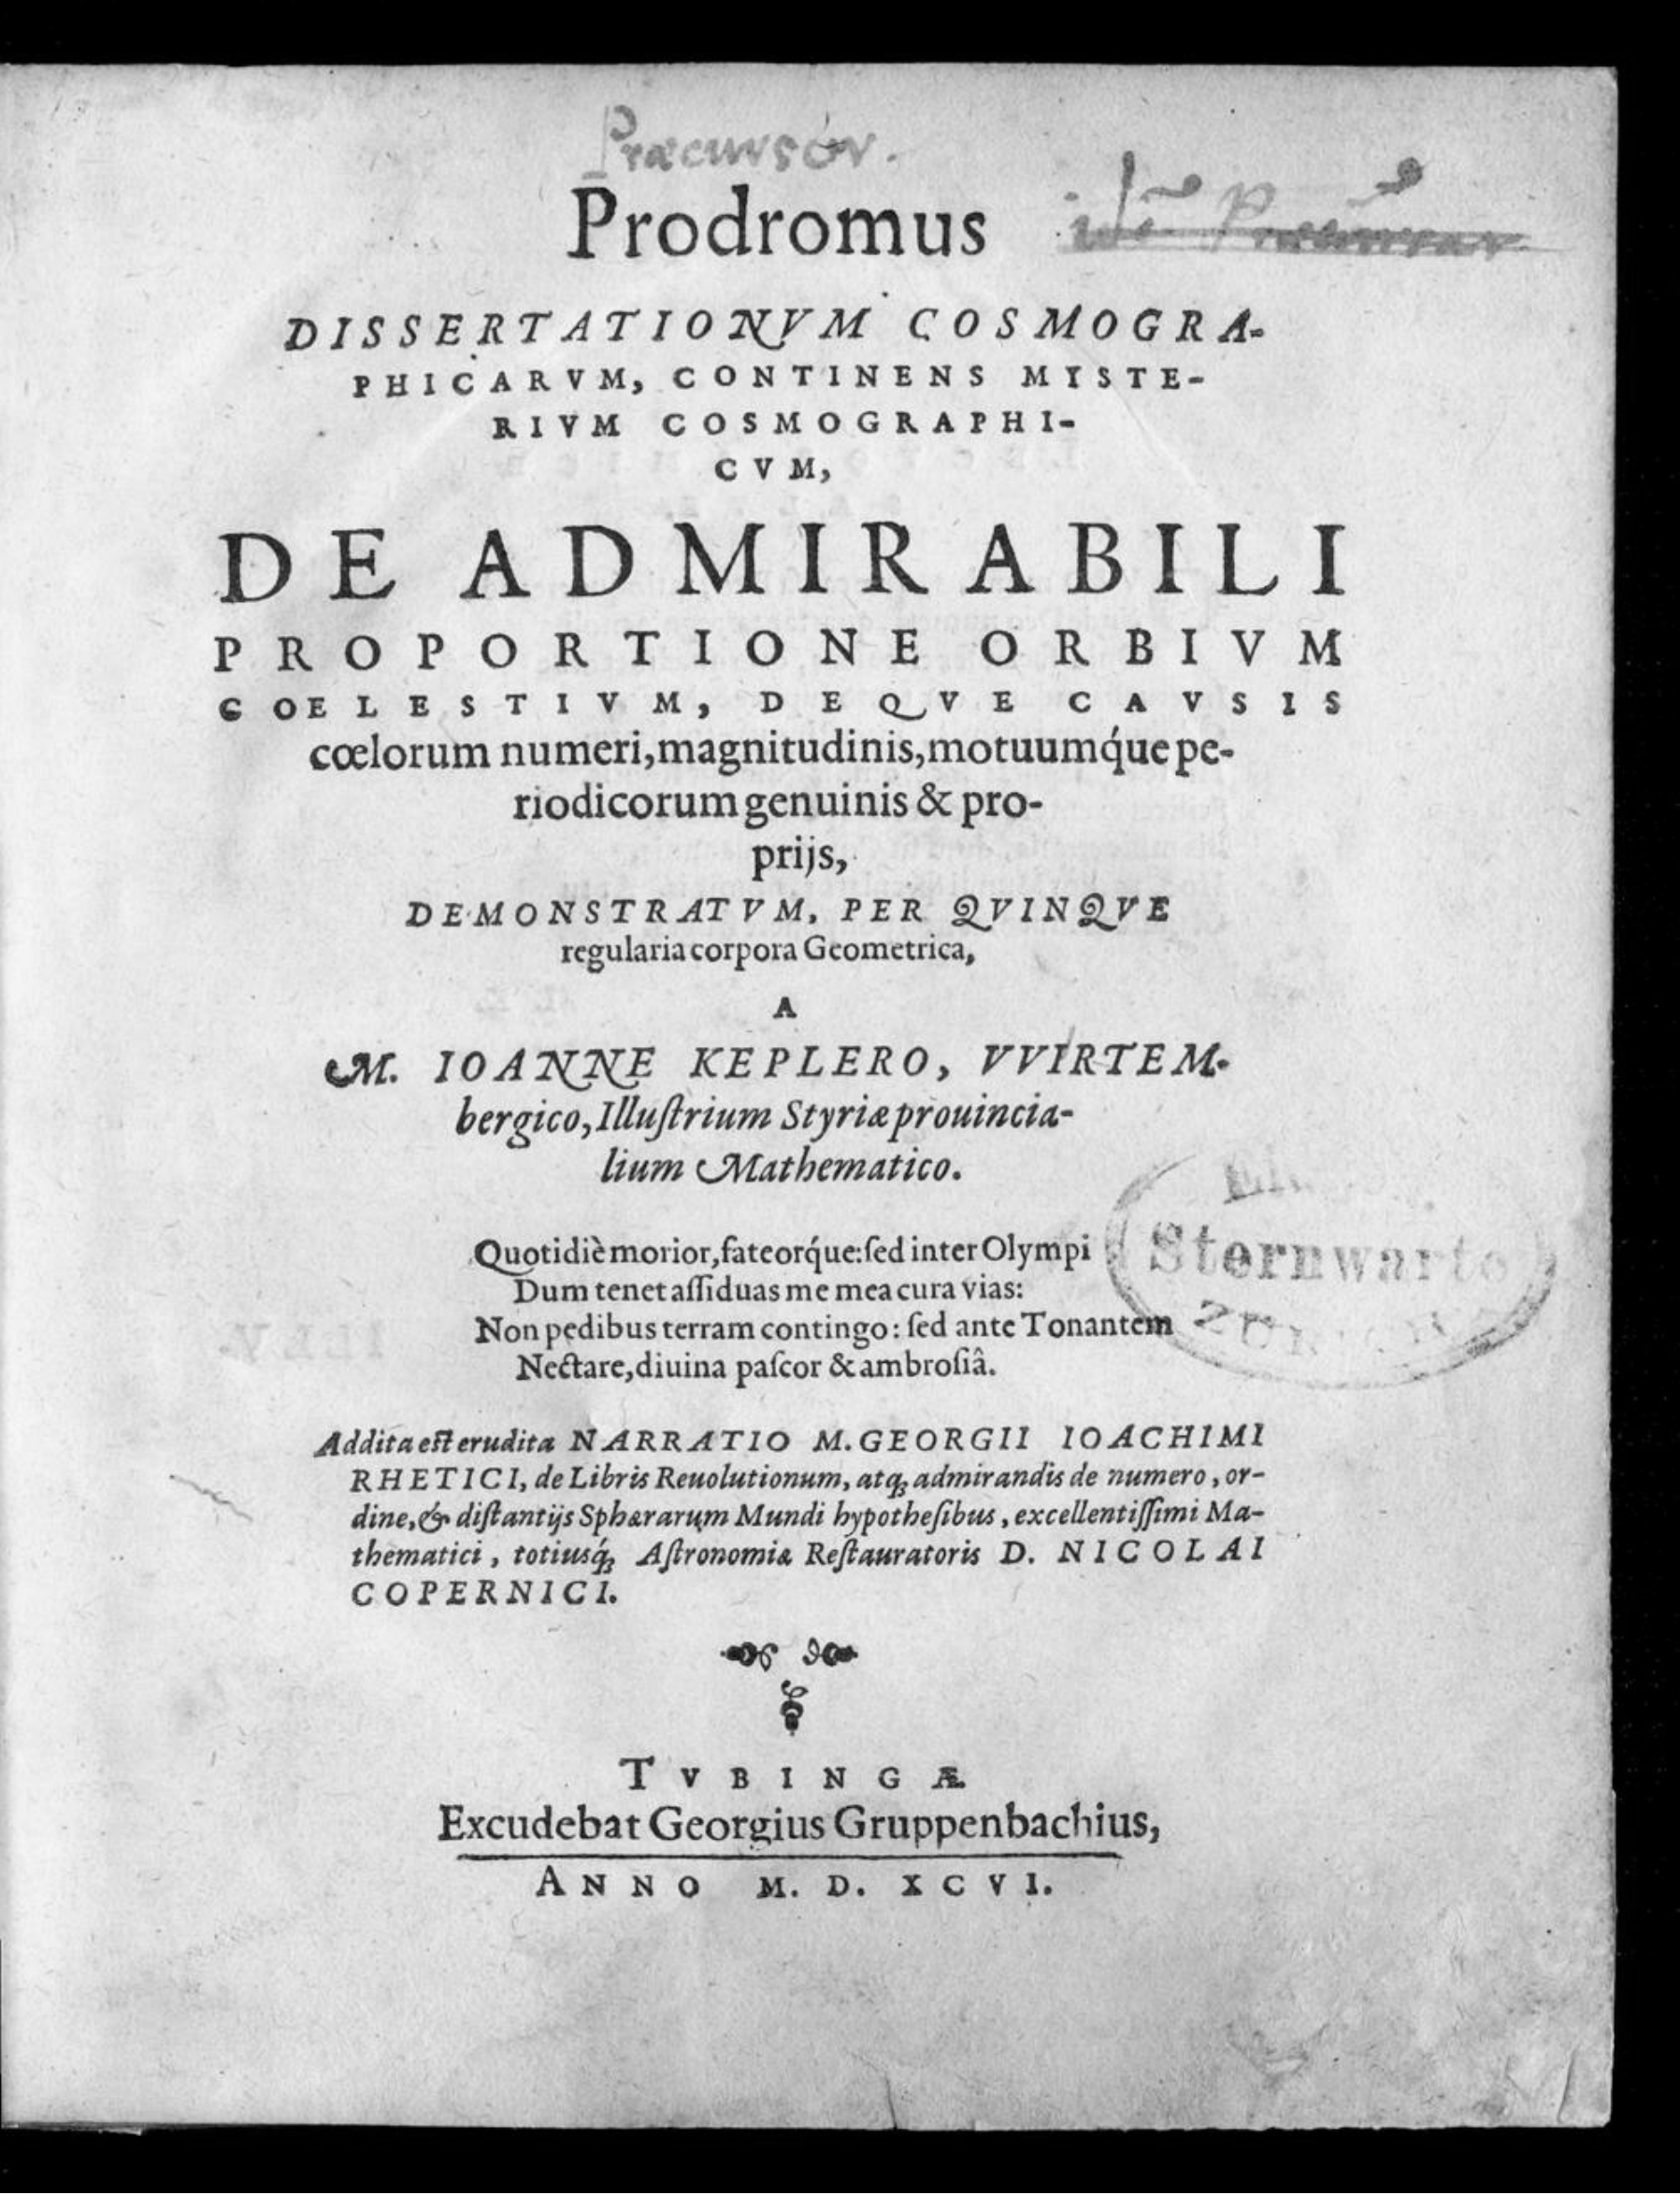 Præcursor.
Prodromus
DISSERTATIONVM COSMOGRA-
PHICARVM, CONTINENS MYSTE-
RIVM COSMOGRAPHI-
CVM,
DE ADMIRABILI
PROPORTIONE ORBIVM
COELESTIVM, DEQVE CAVSIS
cœlorum numeri, magnitudinis, motuumq́ue pe-
riodicorum genuinis & pro-
prijs,
DEMONSTRATVM, PER QVINQVE
regularia corpora Geometrica,
A
M. IOANNE KEPLERO, VVIRTEM-
bergico, Illuſtrium Styriæ prouincia-
lium Mathematico.
Quotidiè morior, fateorq́ue: ſed inter Olympi
Dum tenet aſſiduas me mea cura vias:
Non pedibus terram contingo: ſed ante Tonantem
Nectare, diuina paſcor & ambroſiâ.
Sternwarte
Addita est erudita NARRATIO M. GEORGII IOACHIMI
RHETICI, de Libris Reuolutionum, atq; admirandis de numero, or-
dine, & diſtantijs Sphærarum Mundi hypotheſibus, excellentiſſimi Ma-
thematici, totiusq́; Aſtronomiæ Reſtauratoris D. NICOLAI
COPERNICI.
TVBINGÆ
Excudebat Georgius Gruppenbachius,
ANNO M. D. XCVI.